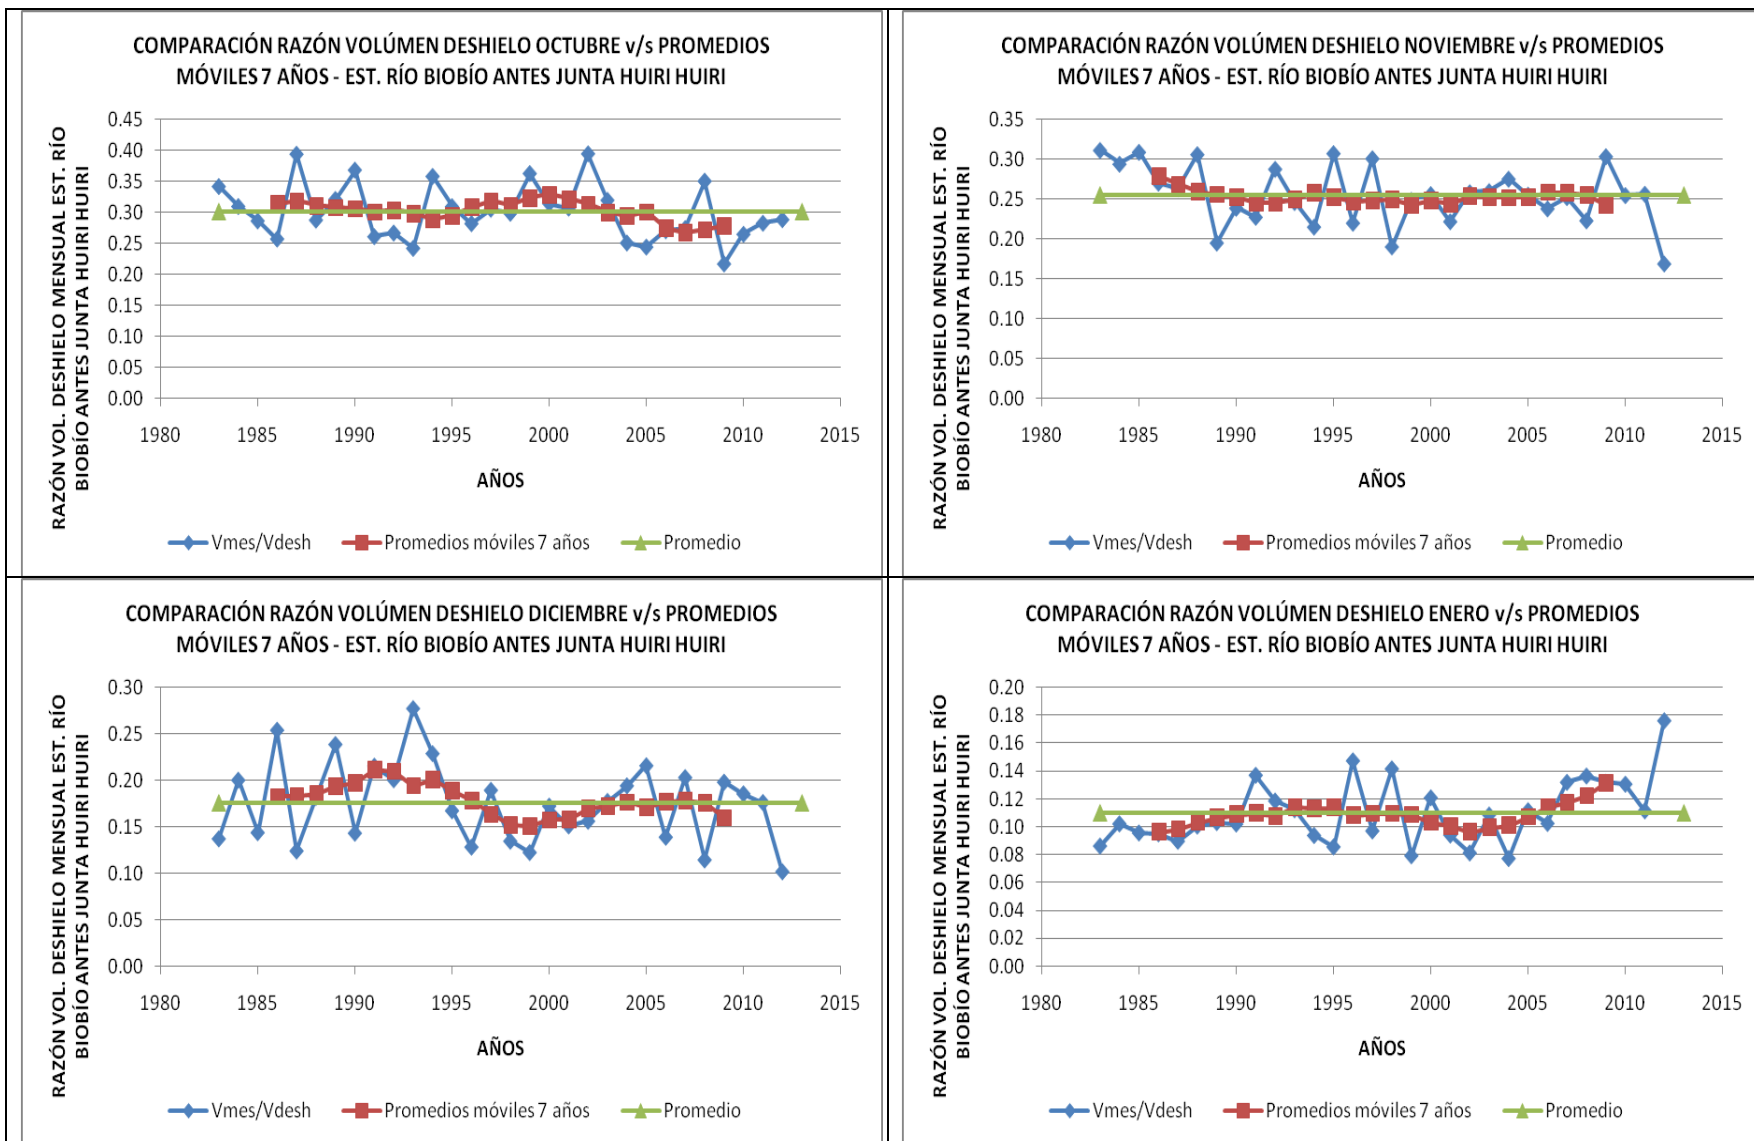 COMPARACIÓN RAZÓN VOLÚMEN DESHIELO OCTUBRE v/s PROMEDIOS
MÓVILES 7 AÑOS - EST. RÍO BIOBÍO ANTES JUNTA HUIRI HUIRI
RAZÓN VOL. DESHIELO MENSUAL EST. RÍO
BIOBÍO ANTES JUNTA HUIRI HUIRI
0.45
0.40
0.35
0.30
0.25
0.20
0.15
0.10
0.05
0.00
1980 1985 1990 1995 2000 2005 2010 2015
AÑOS
Vmes/Vdesh Promedios móviles 7 años Promedio
COMPARACIÓN RAZÓN VOLÚMEN DESHIELO NOVIEMBRE v/s PROMEDIOS
MÓVILES 7 AÑOS - EST. RÍO BIOBÍO ANTES JUNTA HUIRI HUIRI
RAZÓN VOL. DESHIELO MENSUAL EST. RÍO
BIOBÍO ANTES JUNTA HUIRI HUIRI
0.35
0.30
0.25
0.20
0.15
0.10
0.05
0.00
1980 1985 1990 1995 2000 2005 2010 2015
AÑOS
Vmes/Vdesh Promedios móviles 7 años Promedio
COMPARACIÓN RAZÓN VOLÚMEN DESHIELO DICIEMBRE v/s PROMEDIOS
MÓVILES 7 AÑOS - EST. RÍO BIOBÍO ANTES JUNTA HUIRI HUIRI
RAZÓN VOL. DESHIELO MENSUAL EST. RÍO
BIOBÍO ANTES JUNTA HUIRI HUIRI
0.30
0.25
0.20
0.15
0.10
0.05
0.00
1980 1985 1990 1995 2000 2005 2010 2015
AÑOS
Vmes/Vdesh Promedios móviles 7 años Promedio
COMPARACIÓN RAZÓN VOLÚMEN DESHIELO ENERO v/s PROMEDIOS
MÓVILES 7 AÑOS - EST. RÍO BIOBÍO ANTES JUNTA HUIRI HUIRI
RAZÓN VOL. DESHIELO MENSUAL EST. RÍO
BIOBÍO ANTES JUNTA HUIRI HUIRI
0.20
0.18
0.16
0.14
0.12
0.10
0.08
0.06
0.04
0.02
0.00
1980 1985 1990 1995 2000 2005 2010 2015
AÑOS
Vmes/Vdesh Promedios móviles 7 años Promedio